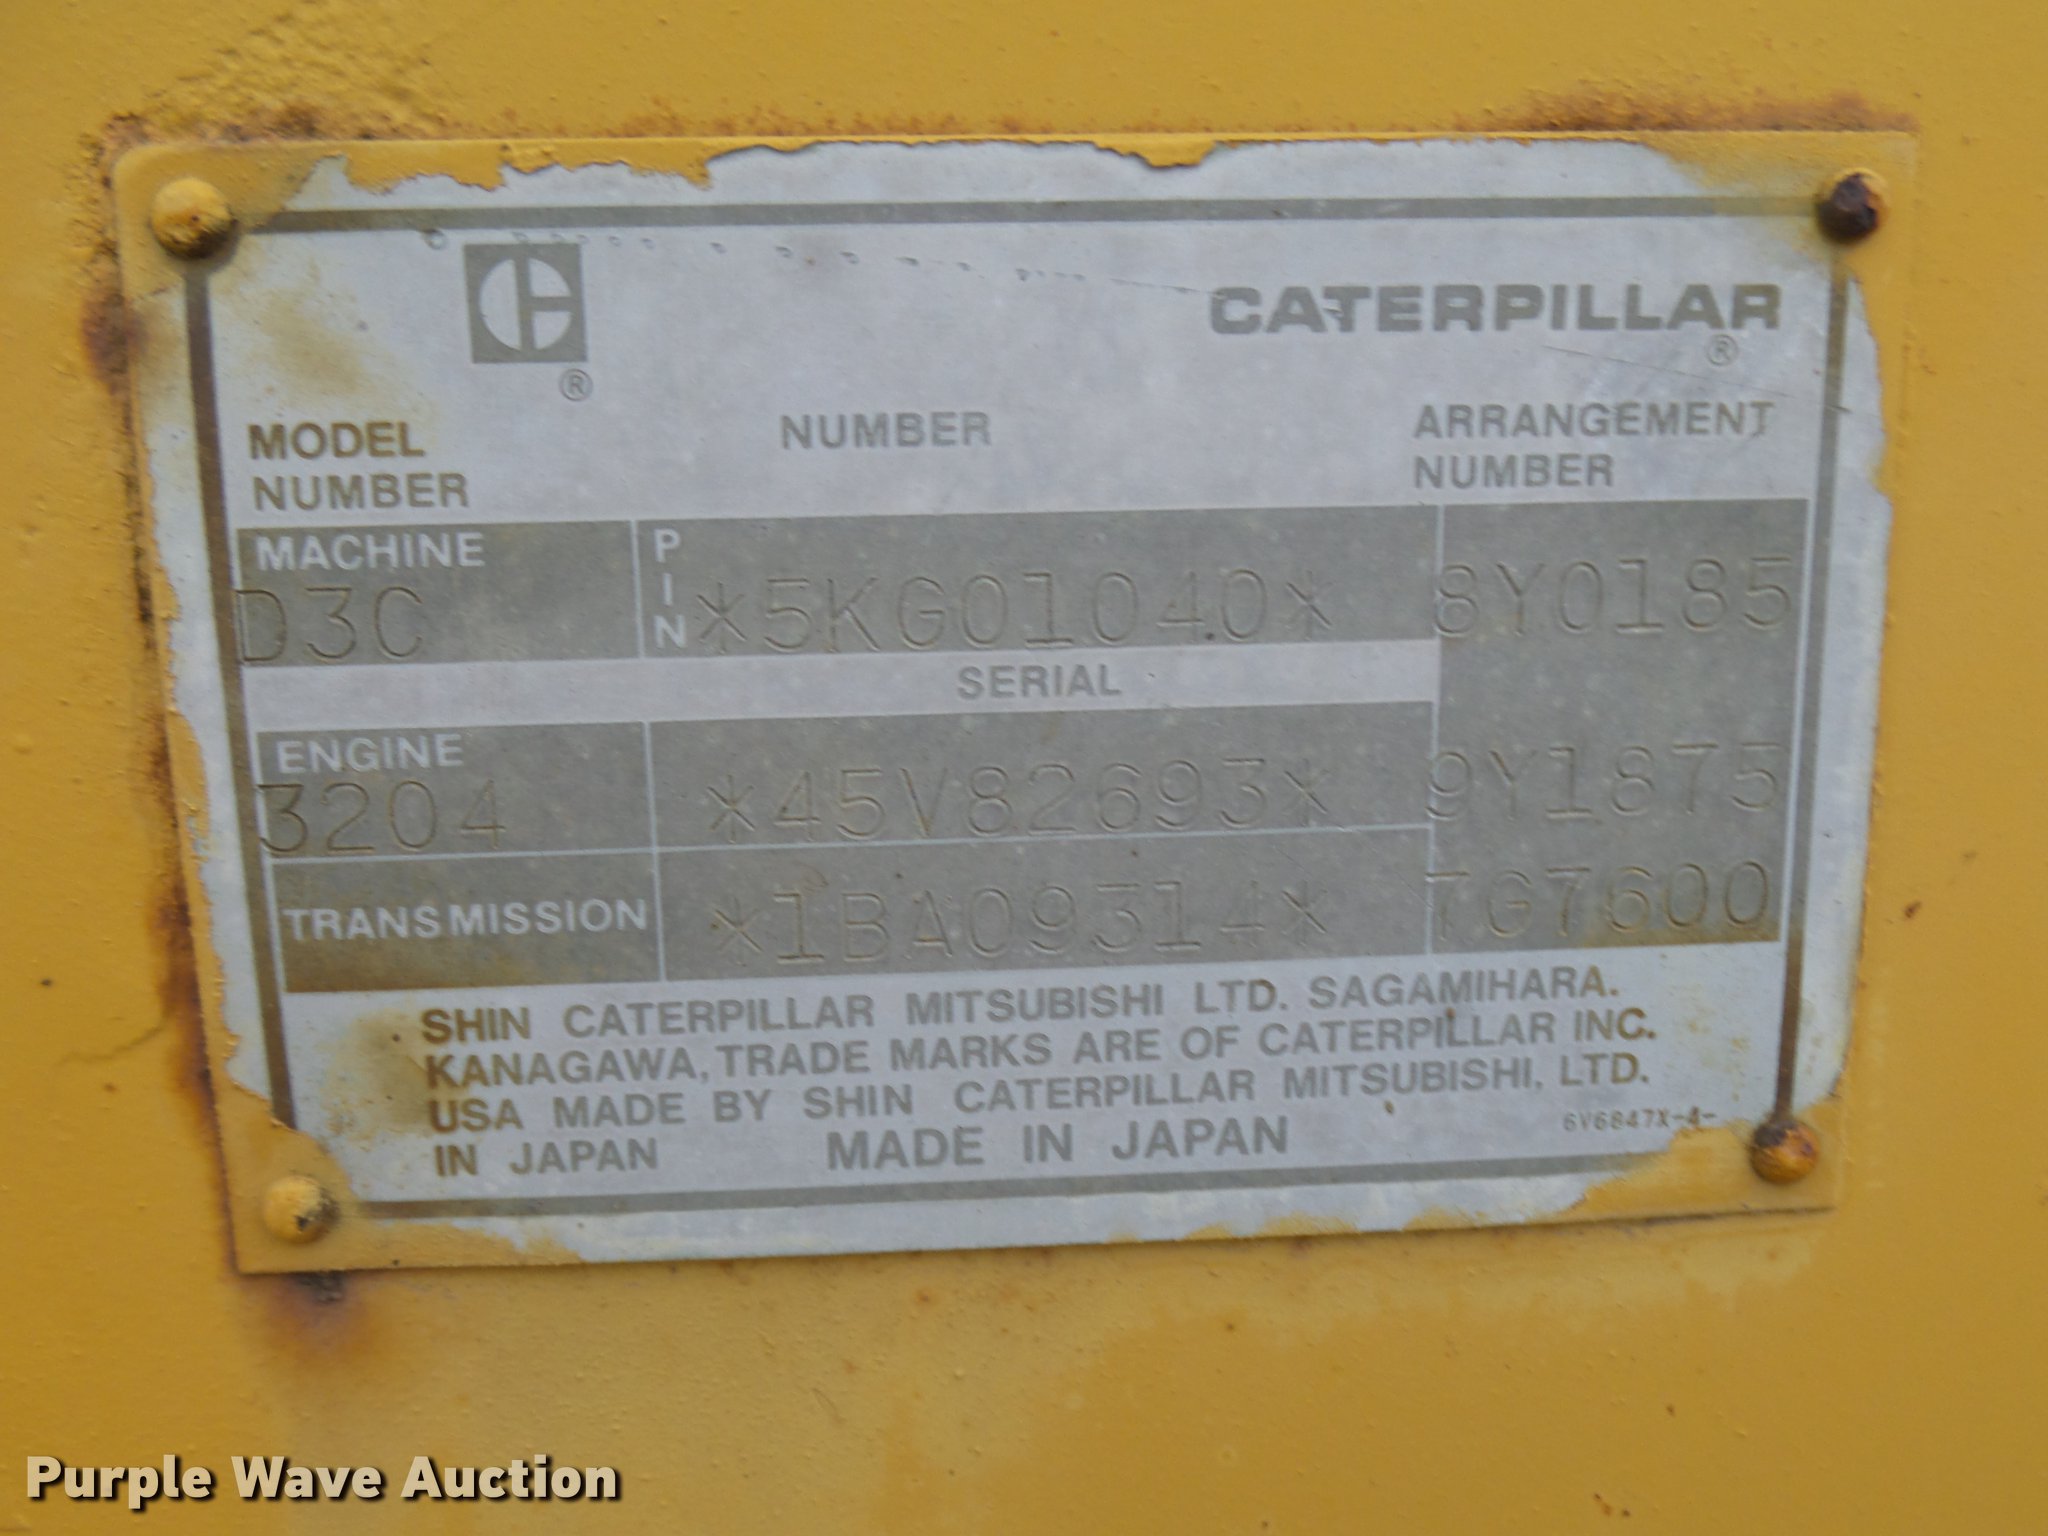 CATERPILLAR
®
®
MODEL NUMBER
NUMBER
ARRANGEMENT NUMBER
MACHINE
D3C
PIN
*5KG01040*
8Y0185
SERIAL
ENGINE
3204
*45V82693*
9Y1875
TRANSMISSION
*1BA09314*
7G7600
SHIN CATERPILLAR MITSUBISHI LTD. SAGAMIHARA.
KANAGAWA, TRADE MARKS ARE OF CATERPILLAR INC.
USA MADE BY SHIN CATERPILLAR MITSUBISHI. LTD.
IN JAPAN MADE IN JAPAN
6V6847X-4-
Purple Wave Auction